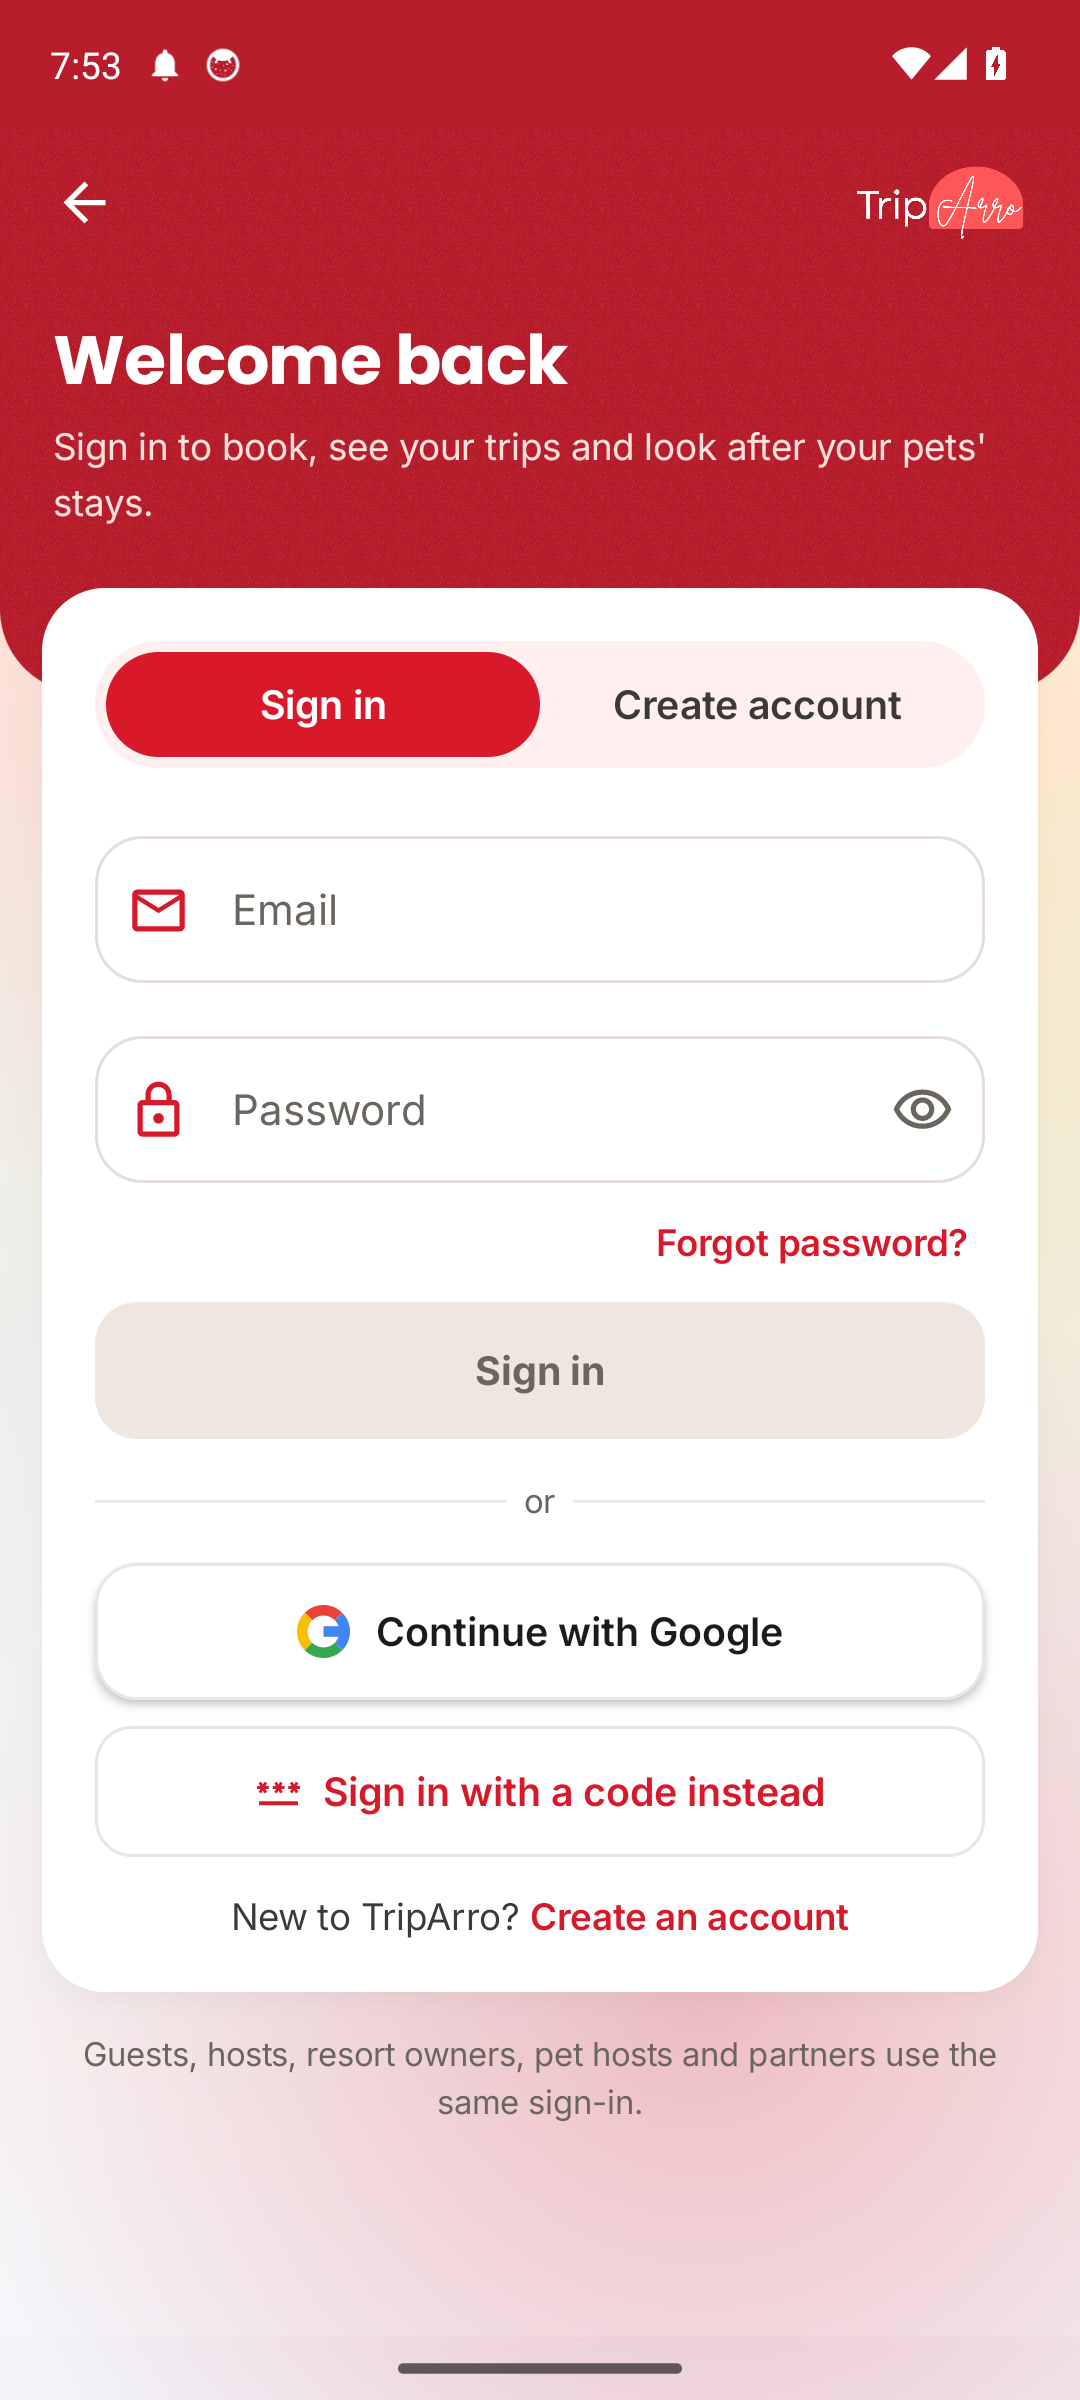 7:53
Trip Arro
Welcome back
Sign in to book, see your trips and look after your pets'
stays.
Sign in
Create account
Email
Password
Forgot password?
Sign in
or
Continue with Google
Sign in with a code instead
New to TripArro? Create an account
Guests, hosts, resort owners, pet hosts and partners use the
same sign-in.